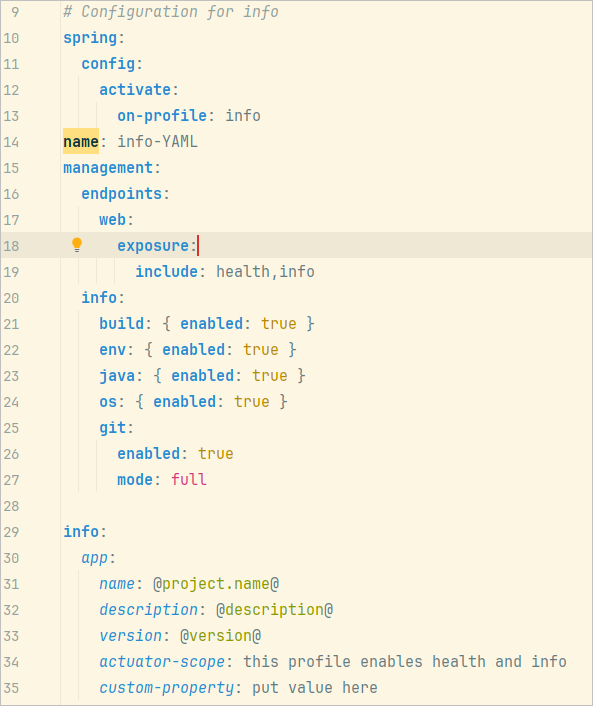 9 # Configuration for info
10 spring:
11   config:
12     activate:
13       on-profile: info
14 name: info-YAML
15 management:
16   endpoints:
17     web:
18       exposure:
19         include: health,info
20   info:
21     build: { enabled: true }
22     env: { enabled: true }
23     java: { enabled: true }
24     os: { enabled: true }
25     git:
26       enabled: true
27       mode: full
28
29 info:
30   app:
31     name: @project.name@
32     description: @description@
33     version: @version@
34     actuator-scope: this profile enables health and info
35     custom-property: put value here